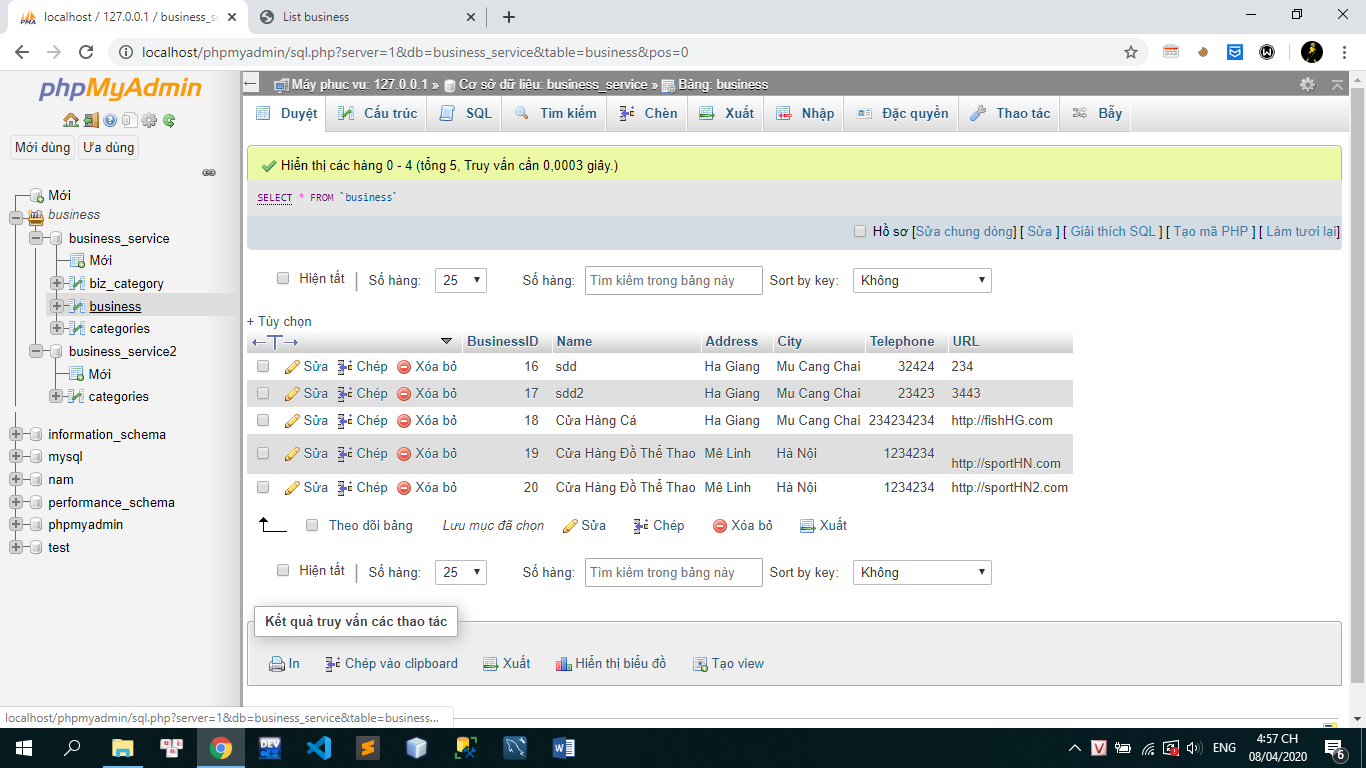 localhost / 127.0.0.1 / business_s
List business
localhost/phpmyadmin/sql.php?server=1&db=business_service&table=business&pos=0
phpMyAdmin
Mới dùng Ưa dùng
Mới
business
business_service
Mới
biz_category
business
categories
business_service2
Mới
categories
information_schema
mysql
nam
performance_schema
phpmyadmin
test
Máy phục vụ: 127.0.0.1 » Cơ sở dữ liệu: business_service » Bảng: business
Duyệt Cấu trúc SQL Tìm kiếm Chèn Xuất Nhập Đặc quyền Thao tác Bẫy
Hiển thị các hàng 0 - 4 (tổng 5, Truy vấn cần 0,0003 giây.)
SELECT * FROM `business`
Hồ sơ [Sửa chung dòng] [ Sửa ] [ Giải thích SQL ] [ Tạo mã PHP ] [ Làm tươi lại]
Hiện tất | Số hàng: 25 Số hàng: Tìm kiếm trong bảng này Sort by key: Không
+ Tùy chọn
←T→ BusinessID Name Address City Telephone URL
Sửa Chép Xóa bỏ 16 sdd Ha Giang Mu Cang Chai 32424 234
Sửa Chép Xóa bỏ 17 sdd2 Ha Giang Mu Cang Chai 23423 3443
Sửa Chép Xóa bỏ 18 Cửa Hàng Cá Ha Giang Mu Cang Chai 234234234 http://fishHG.com
Sửa Chép Xóa bỏ 19 Cửa Hàng Đồ Thể Thao Mê Linh Hà Nội 1234234 http://sportHN.com
Sửa Chép Xóa bỏ 20 Cửa Hàng Đồ Thể Thao Mê Linh Hà Nội 1234234 http://sportHN2.com
Theo dõi bảng Lưu mục đã chọn Sửa Chép Xóa bỏ Xuất
Hiện tất | Số hàng: 25 Số hàng: Tìm kiếm trong bảng này Sort by key: Không
Kết quả truy vấn các thao tác
In Chép vào clipboard Xuất Hiển thị biểu đồ Tạo view
localhost/phpmyadmin/sql.php?server=1&db=business_service&table=business...
ENG
4:57 CH
08/04/2020
6